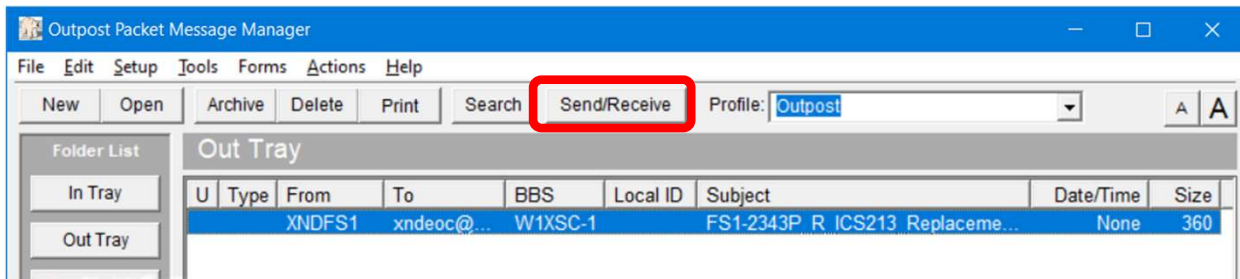 Outpost Packet Message Manager
File Edit Setup Tools Forms Actions Help
New Open Archive Delete Print Search Send/Receive Profile: Outpost A A
Folder List Out Tray
In Tray U Type From To BBS Local ID Subject Date/Time Size
XNDFS1 xndeoc@... W1XSC-1 FS1-2343P_R_ICS213_Replaceme... None 360
Out Tray